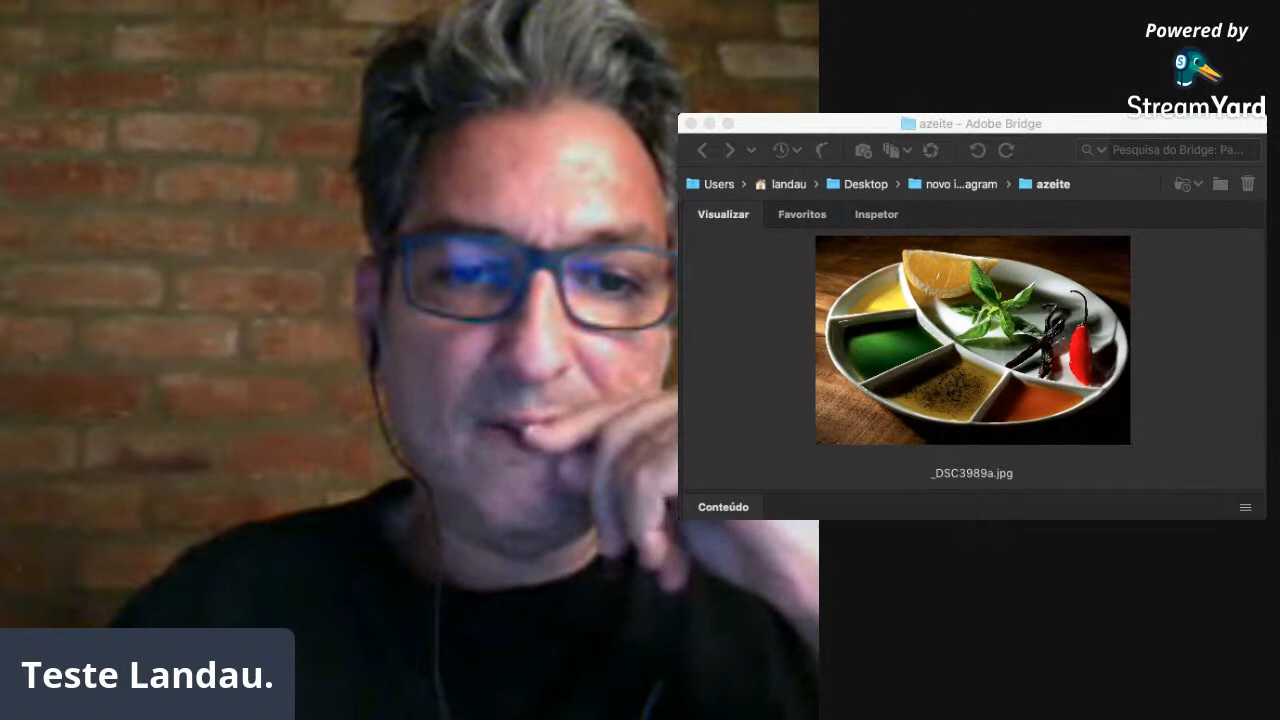 Powered by
StreamYard
azeite - Adobe Bridge
Pesquisa do Bridge: Pa...
Users > landau > Desktop > novo i...agram > azeite
Visualizar Favoritos Inspetor
_DSC3989a.jpg
Conteúdo
Teste Landau.